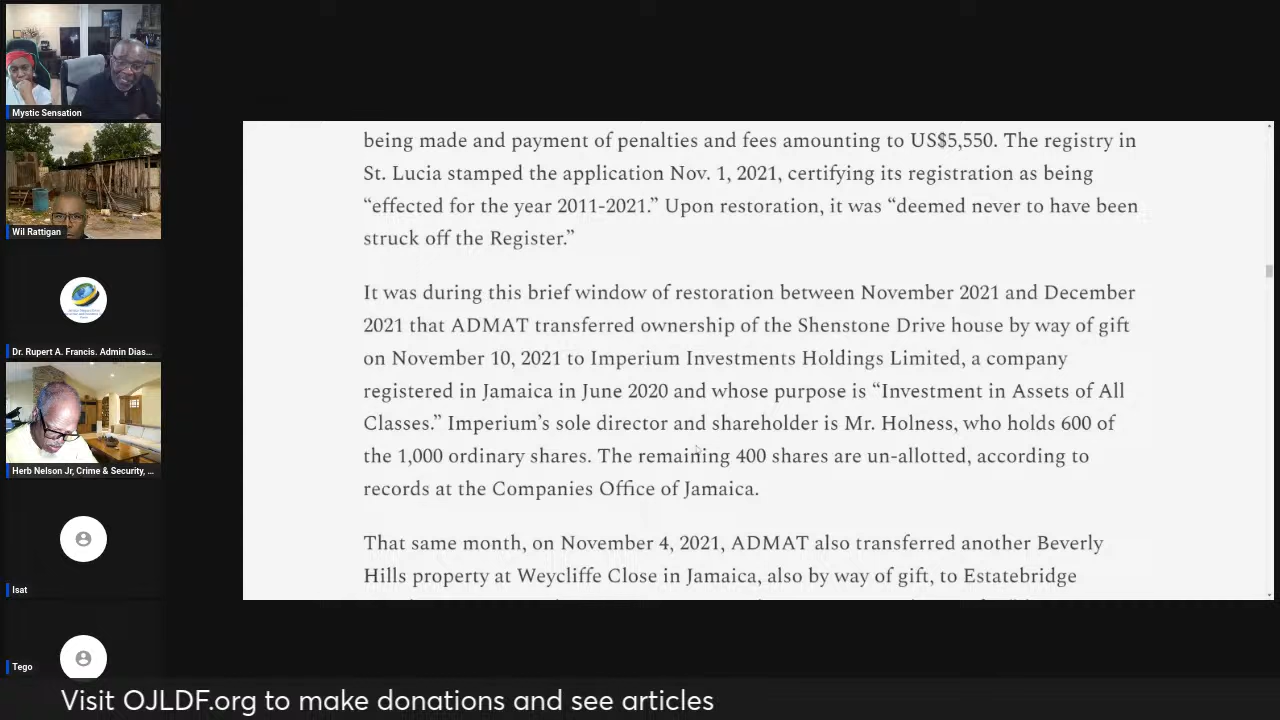 Mystic Sensation
Wil Rattigan
Dr. Rupert A. Francis. Admin Dias...
Herb Nelson Jr, Crime & Security, ...
Isat
Tego
being made and payment of penalties and fees amounting to US$5,550. The registry in
St. Lucia stamped the application Nov. 1, 2021, certifying its registration as being
“effected for the year 2011-2021.” Upon restoration, it was “deemed never to have been
struck off the Register.”
It was during this brief window of restoration between November 2021 and December
2021 that ADMAT transferred ownership of the Shenstone Drive house by way of gift
on November 10, 2021 to Imperium Investments Holdings Limited, a company
registered in Jamaica in June 2020 and whose purpose is “Investment in Assets of All
Classes.” Imperium’s sole director and shareholder is Mr. Holness, who holds 600 of
the 1,000 ordinary shares. The remaining 400 shares are un-allotted, according to
records at the Companies Office of Jamaica.
That same month, on November 4, 2021, ADMAT also transferred another Beverly
Hills property at Weycliffe Close in Jamaica, also by way of gift, to Estatebridge
Visit OJLDF.org to make donations and see articles